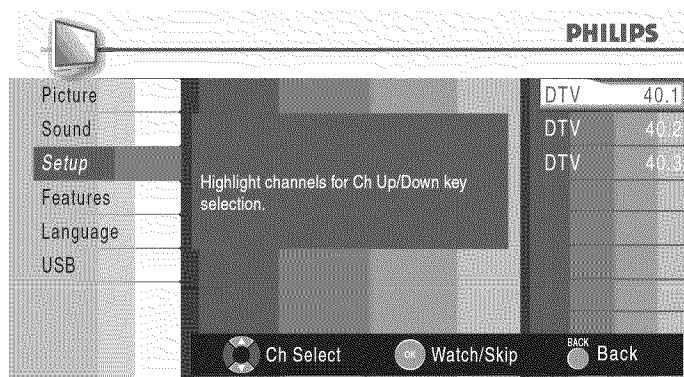 PHILIPS
Picture
Sound
Setup
Features
Language
USB
Highlight channels for Ch Up/Down key
selection.
DTV 40.1
DTV 40.2
DTV 40.3
Ch Select
OK Watch/Skip
BACK Back